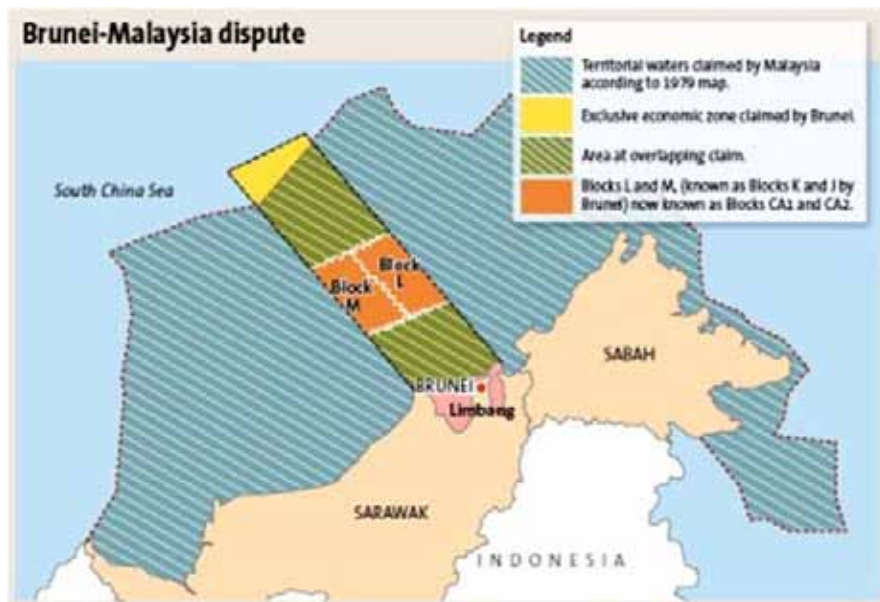 Brunei-Malaysia dispute
Legend
Territorial waters claimed by Malaysia
according to 1979 map.
Exclusive economic zone claimed by Brunei.
Area at overlapping claim.
Blocks L and M, (known as Blocks K and J by
Brunei) now known as Blocks CA1 and CA2.
South China Sea
Block
L
Block
M
SABAH
BRUNEI
Limbang
SARAWAK
INDONESIA